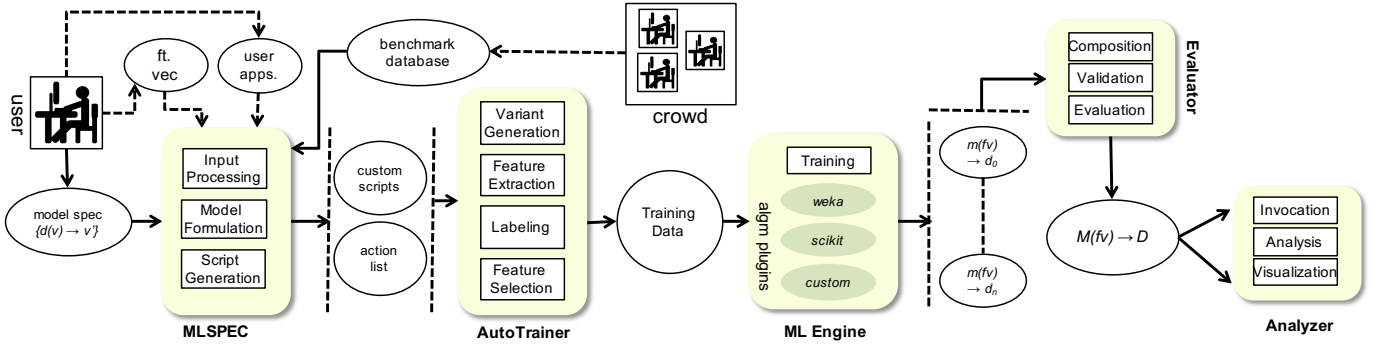 user
ft.
vec
user
apps.
benchmark
database
crowd
model spec
{d(v) → v'}
Input
Processing
Model
Formulation
Script
Generation
MLSPEC
custom
scripts
action
list
Variant
Generation
Feature
Extraction
Labeling
Feature
Selection
AutoTrainer
Training
Data
Training
algm plugins
weka
scikit
custom
ML Engine
m(fv)
→ d0
m(fv)
→ dn
Composition
Validation
Evaluation
Evaluator
M(fv) → D
Invocation
Analysis
Visualization
Analyzer